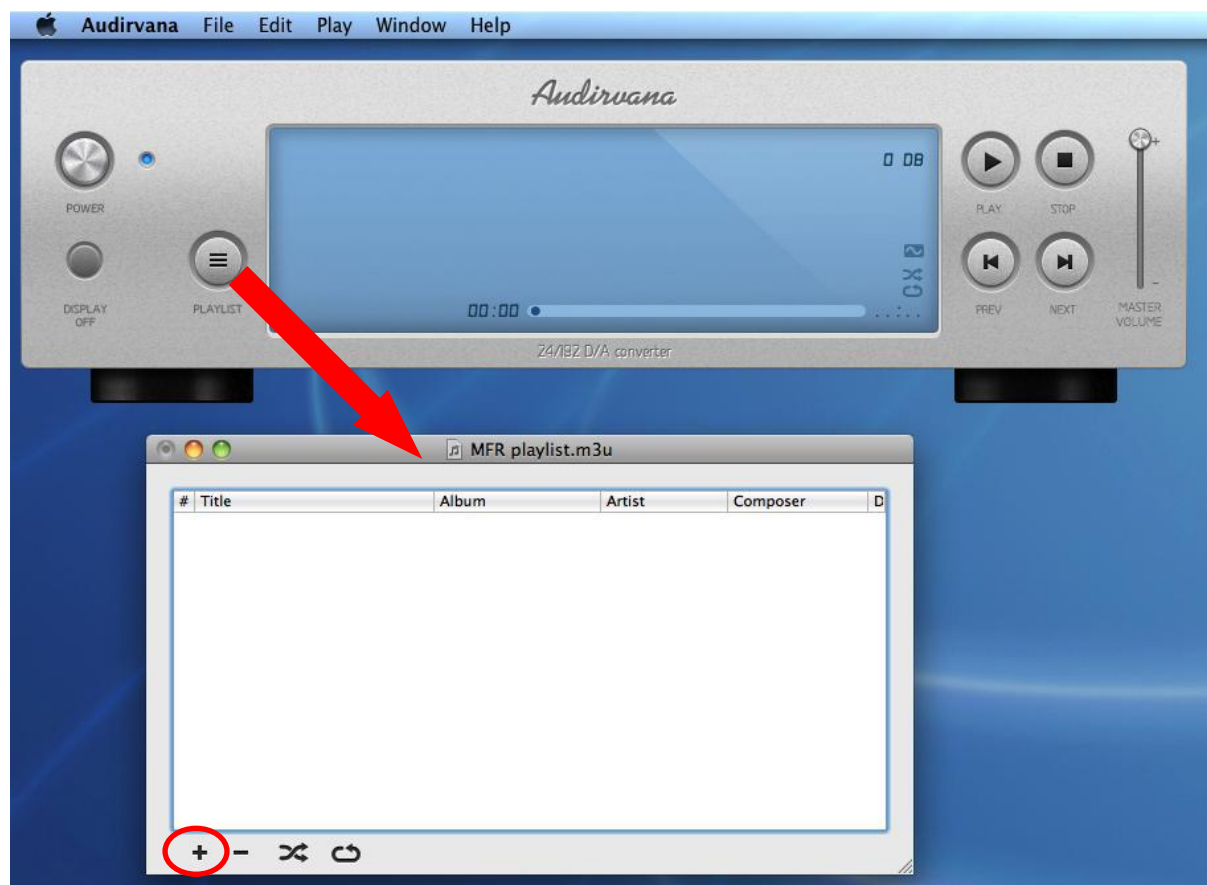 Audirvana File Edit Play Window Help
Audirvana
0 DB
POWER
PLAY STOP
DISPLAY
OFF
PLAYLIST
00:00 ..:..
PREV NEXT
MASTER
VOLUME
24/192 D/A converter
MFR playlist.m3u
# Title Album Artist Composer D